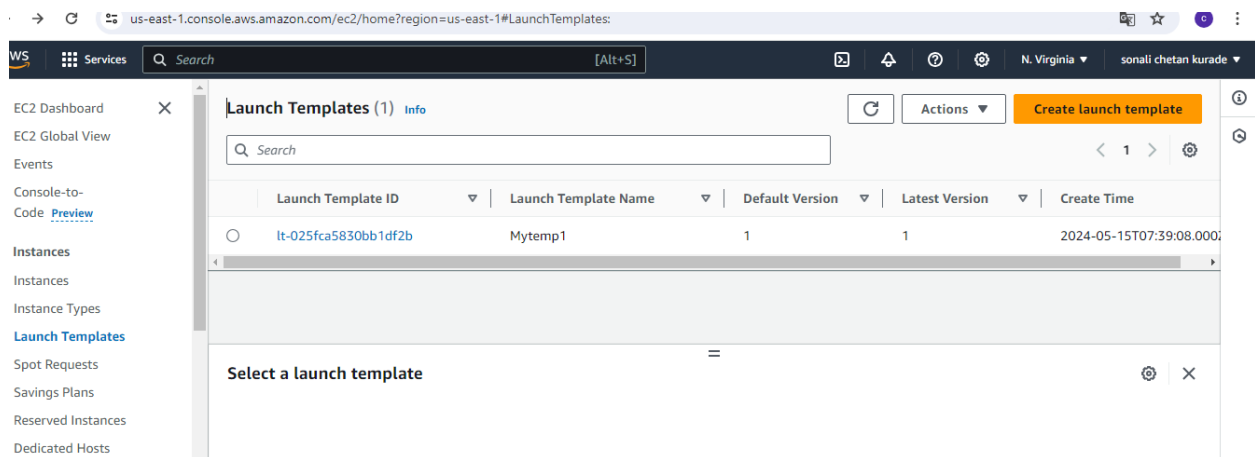 us-east-1.console.aws.amazon.com/ec2/home?region=us-east-1#LaunchTemplates:
C
WS Services Search [Alt+S] N. Virginia sonali chetan kurade
EC2 Dashboard
EC2 Global View
Events
Console-to-
Code Preview
Instances
Instances
Instance Types
Launch Templates
Spot Requests
Savings Plans
Reserved Instances
Dedicated Hosts
Launch Templates (1) Info
Actions
Create launch template
Search
1
Launch Template ID Launch Template Name Default Version Latest Version Create Time
lt-025fca5830bb1df2b Mytemp1 1 1 2024-05-15T07:39:08.000Z
Select a launch template